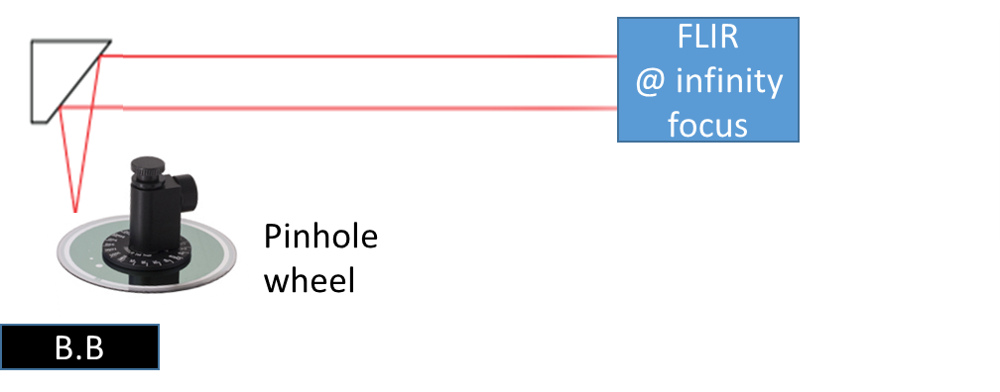 FLIR
@ infinity
focus
Pinhole
wheel
B.B